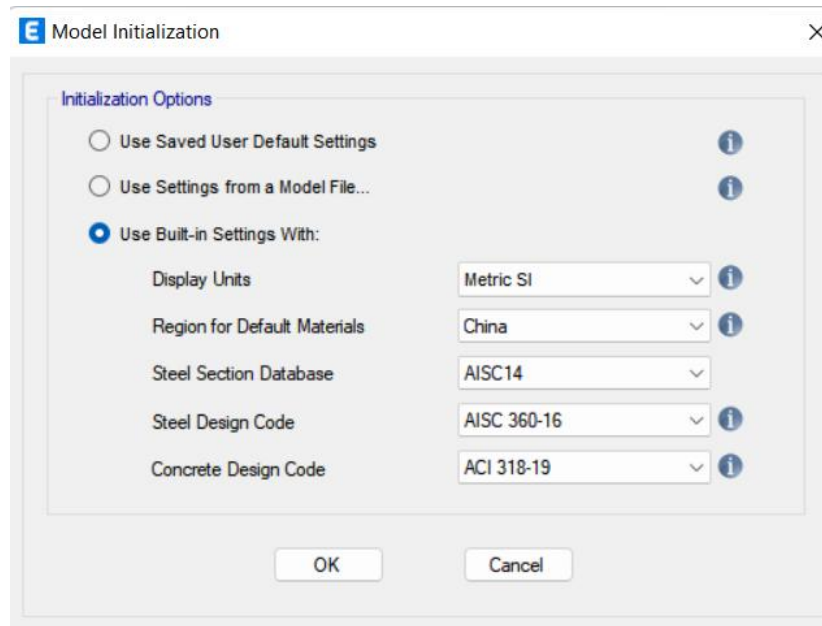 E Model Initialization
Initialization Options
Use Saved User Default Settings
Use Settings from a Model File...
Use Built-in Settings With:
Display Units Metric SI
Region for Default Materials China
Steel Section Database AISC14
Steel Design Code AISC 360-16
Concrete Design Code ACI 318-19
OK Cancel